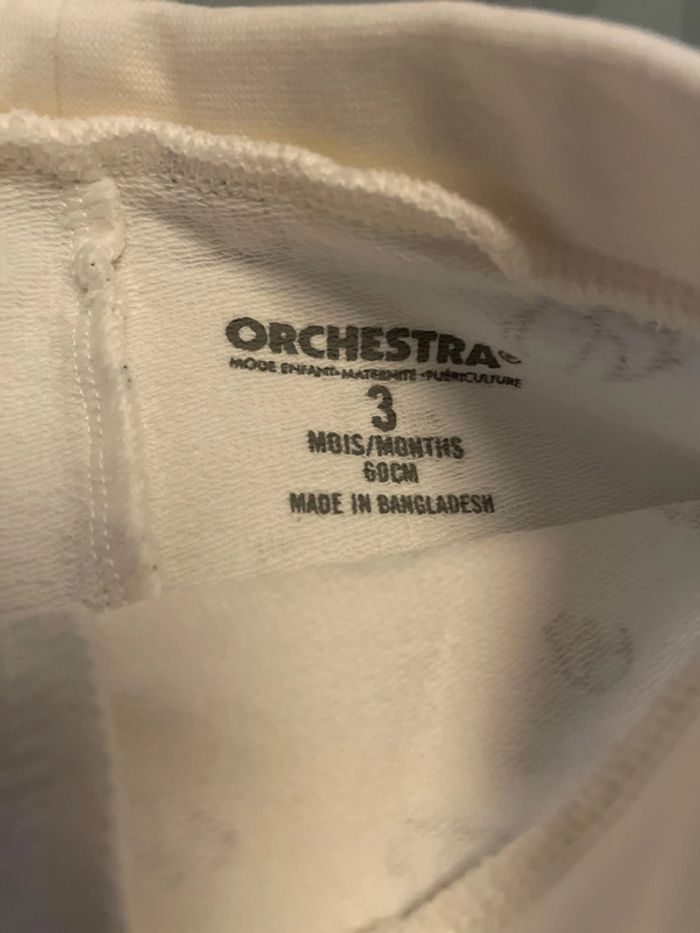 ORCHESTRA®
MODE ENFANT·MATERNITÉ·PUÉRICULTURE
3
MOIS/MONTHS
60CM
MADE IN BANGLADESH